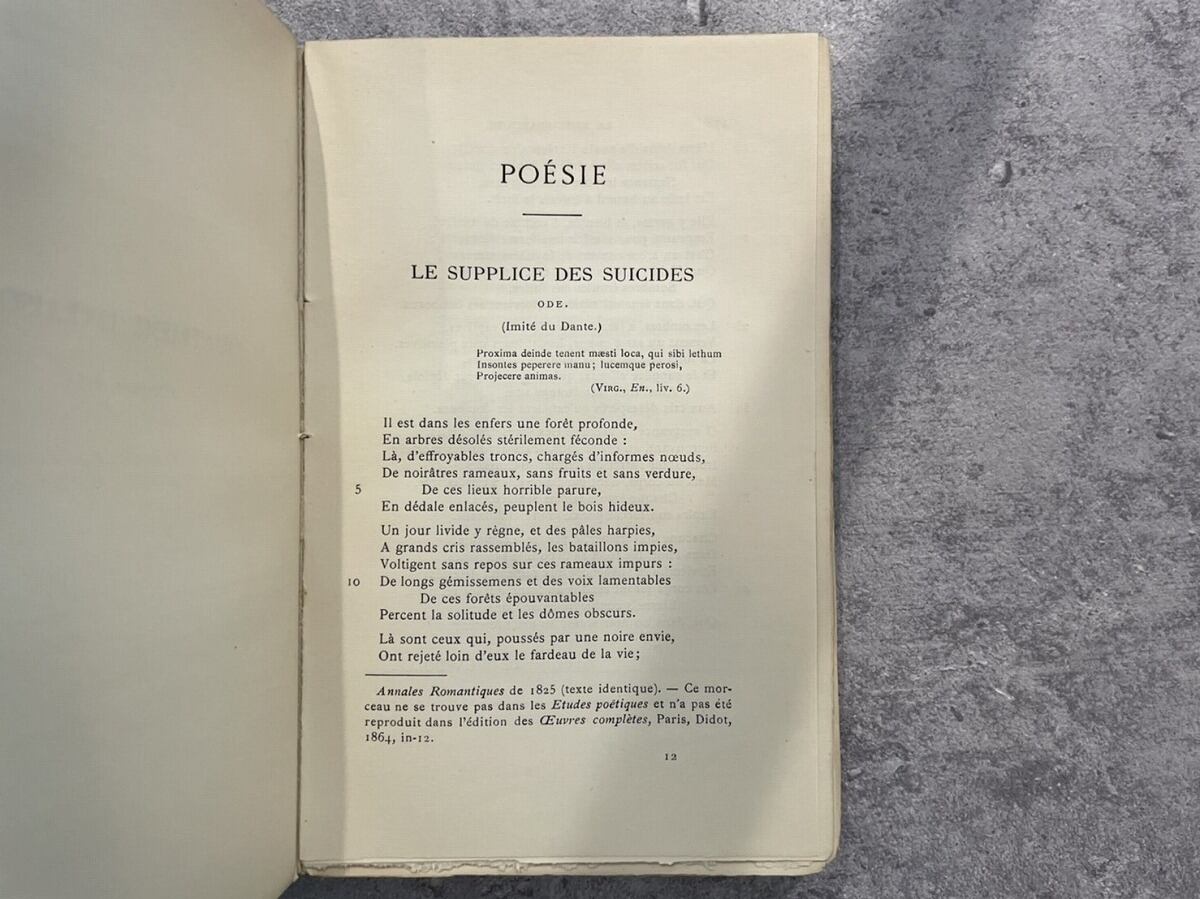 POÉSIE
LE SUPPLICE DES SUICIDES
ODE.
(Imité du Dante.)
Proxima deinde tenent mæsti loca, qui sibi lethum
Insontes peperere manu; lucemque perosi,
Projecere animas.
(VIRG., En., liv. 6.)
Il est dans les enfers une forêt profonde,
En arbres désolés stérilement féconde :
Là, d'effroyables troncs, chargés d'informes nœuds,
De noirâtres rameaux, sans fruits et sans verdure,
5 De ces lieux horrible parure,
En dédale enlacés, peuplent le bois hideux.
Un jour livide y règne, et des pâles harpies,
A grands cris rassemblés, les bataillons impies,
Voltigent sans repos sur ces rameaux impurs :
10 De longs gémissemens et des voix lamentables
De ces forêts épouvantables
Percent la solitude et les dômes obscurs.
Là sont ceux qui, poussés par une noire envie,
Ont rejeté loin d'eux le fardeau de la vie;
Annales Romantiques de 1825 (texte identique). — Ce mor-
ceau ne se trouve pas dans les Etudes poétiques et n'a pas été
reproduit dans l'édition des Œuvres complètes, Paris, Didot,
1864, in-12.
12